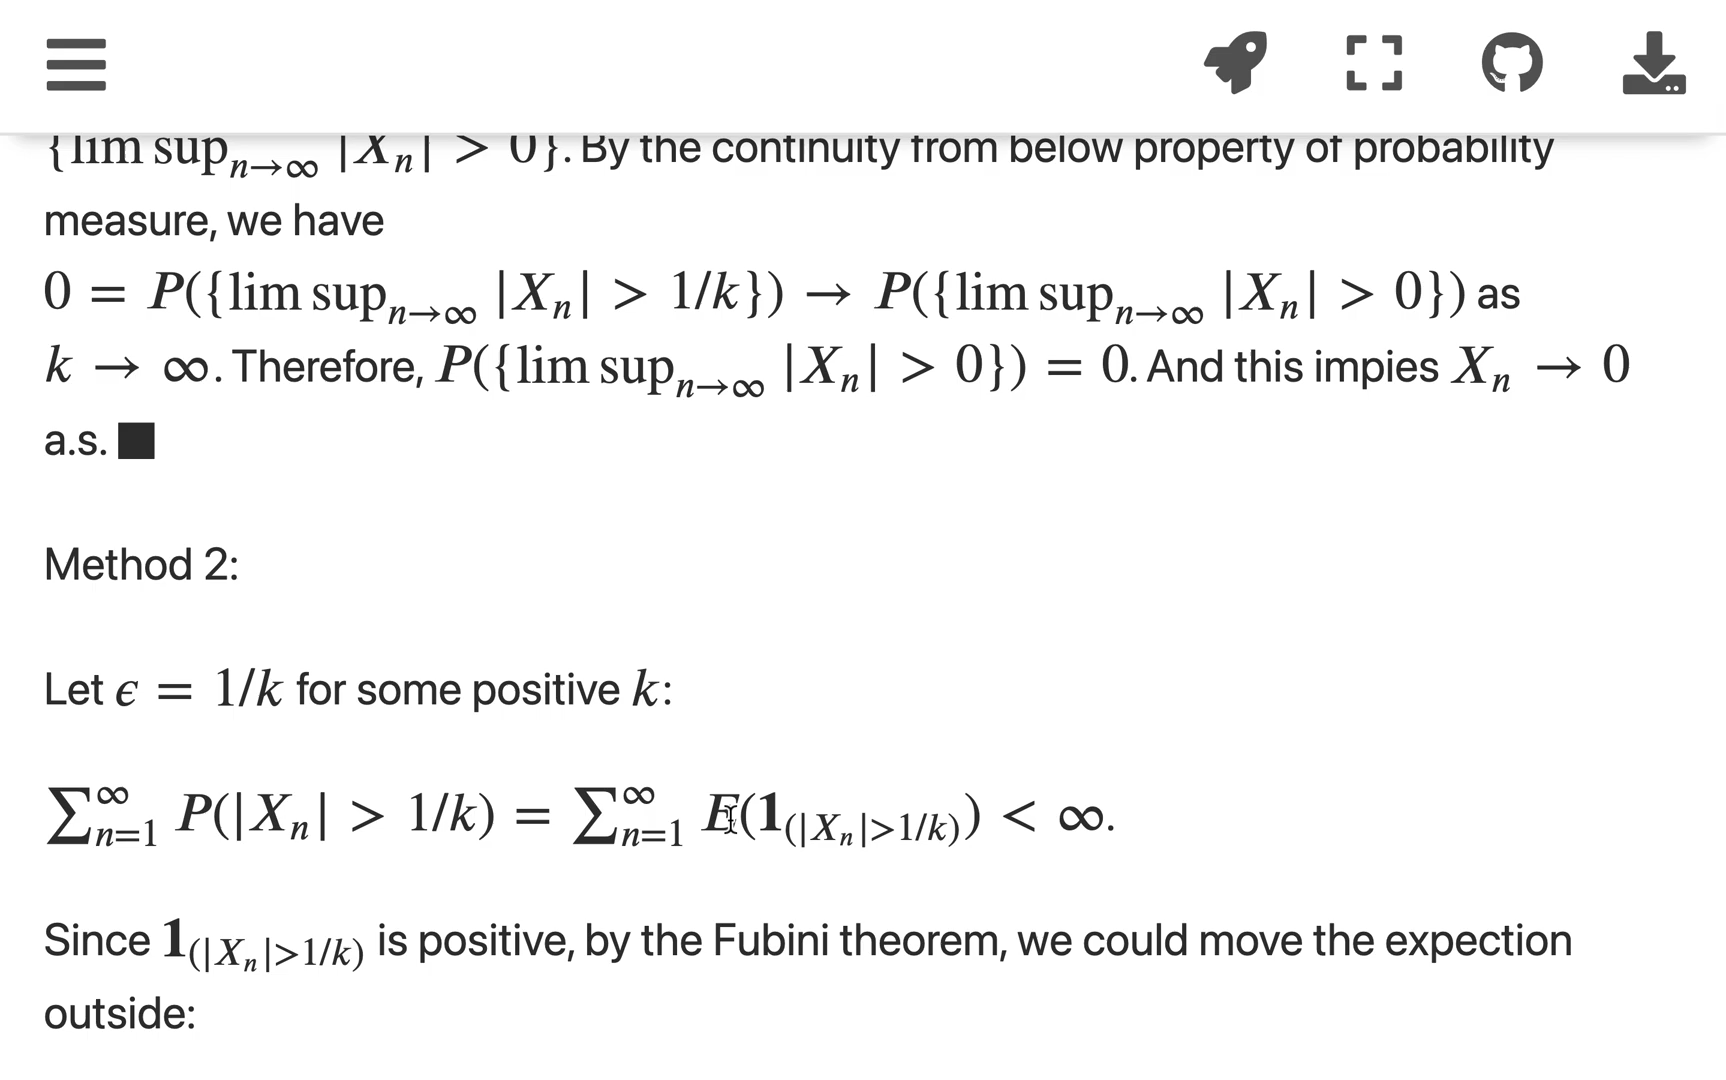 {lim sup_{n→∞} |X_n| > 0}. By the continuity from below property of probability
measure, we have
0 = P({lim sup_{n→∞} |X_n| > 1/k}) → P({lim sup_{n→∞} |X_n| > 0}) as
k → ∞. Therefore, P({lim sup_{n→∞} |X_n| > 0}) = 0. And this impies X_n → 0
a.s. ■
Method 2:
Let ϵ = 1/k for some positive k:
∑_{n=1}^∞ P(|X_n| > 1/k) = ∑_{n=1}^∞ E(𝟏_{(|X_n|>1/k)}) < ∞.
Since 𝟏_{(|X_n|>1/k)} is positive, by the Fubini theorem, we could move the expection
outside: